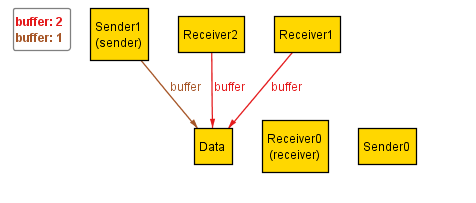 buffer: 2
buffer: 1
Sender1
(sender)
Receiver2
Receiver1
buffer
buffer
buffer
Data
Receiver0
(receiver)
Sender0